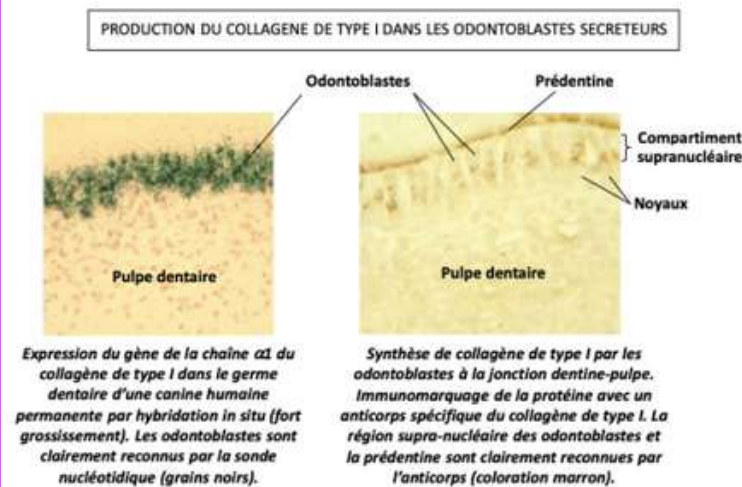 PRODUCTION DU COLLAGENE DE TYPE I DANS LES ODONTOBLASTES SECRETEURS
Odontoblastes
Prédentine
Compartiment
supranucléaire
Noyaux
Pulpe dentaire
Pulpe dentaire
Expression du gène de la chaîne α1 du
collagène de type I dans le germe
dentaire d'une canine humaine
permanente par hybridation in situ (fort
grossissement). Les odontoblastes sont
clairement reconnus par la sonde
nucléotidique (grains noirs).
Synthèse de collagène de type I par les
odontoblastes à la jonction dentine-pulpe.
Immunomarquage de la protéine avec un
anticorps spécifique du collagène de type I. La
région supra-nucléaire des odontoblastes et
la prédentine sont clairement reconnues par
l'anticorps (coloration marron).